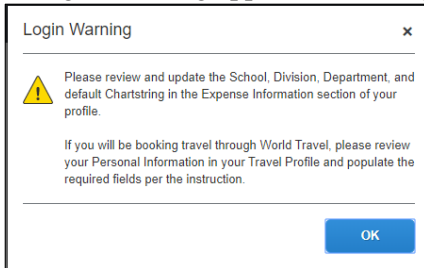 Login Warning
×
Please review and update the School, Division, Department, and
default Chartstring in the Expense Information section of your
profile.
If you will be booking travel through World Travel, please review
your Personal Information in your Travel Profile and populate the
required fields per the instruction.
OK